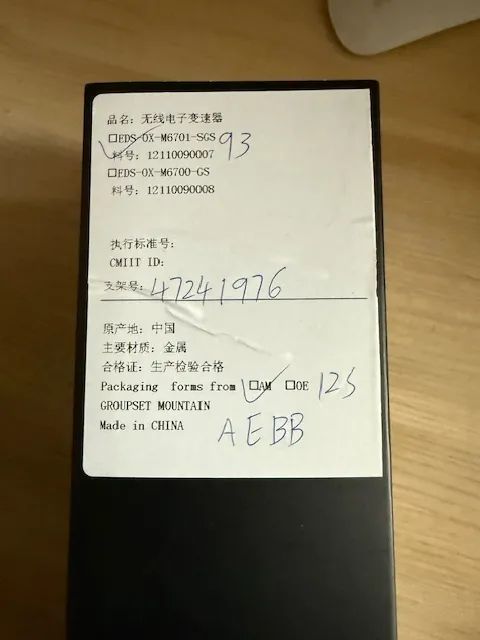 品名：无线电子变速器
□EDS-OX-M6701-SGS 93
料号：12110090007
□EDS-OX-M6700-GS
料号：12110090008
执行标准号：
CMIIT ID：
支架号：47241976
原产地：中国
主要材质：金属
合格证：生产检验合格
Packaging forms from □AM □OE 12S
GROUPSET MOUNTAIN
Made in CHINA AEBB